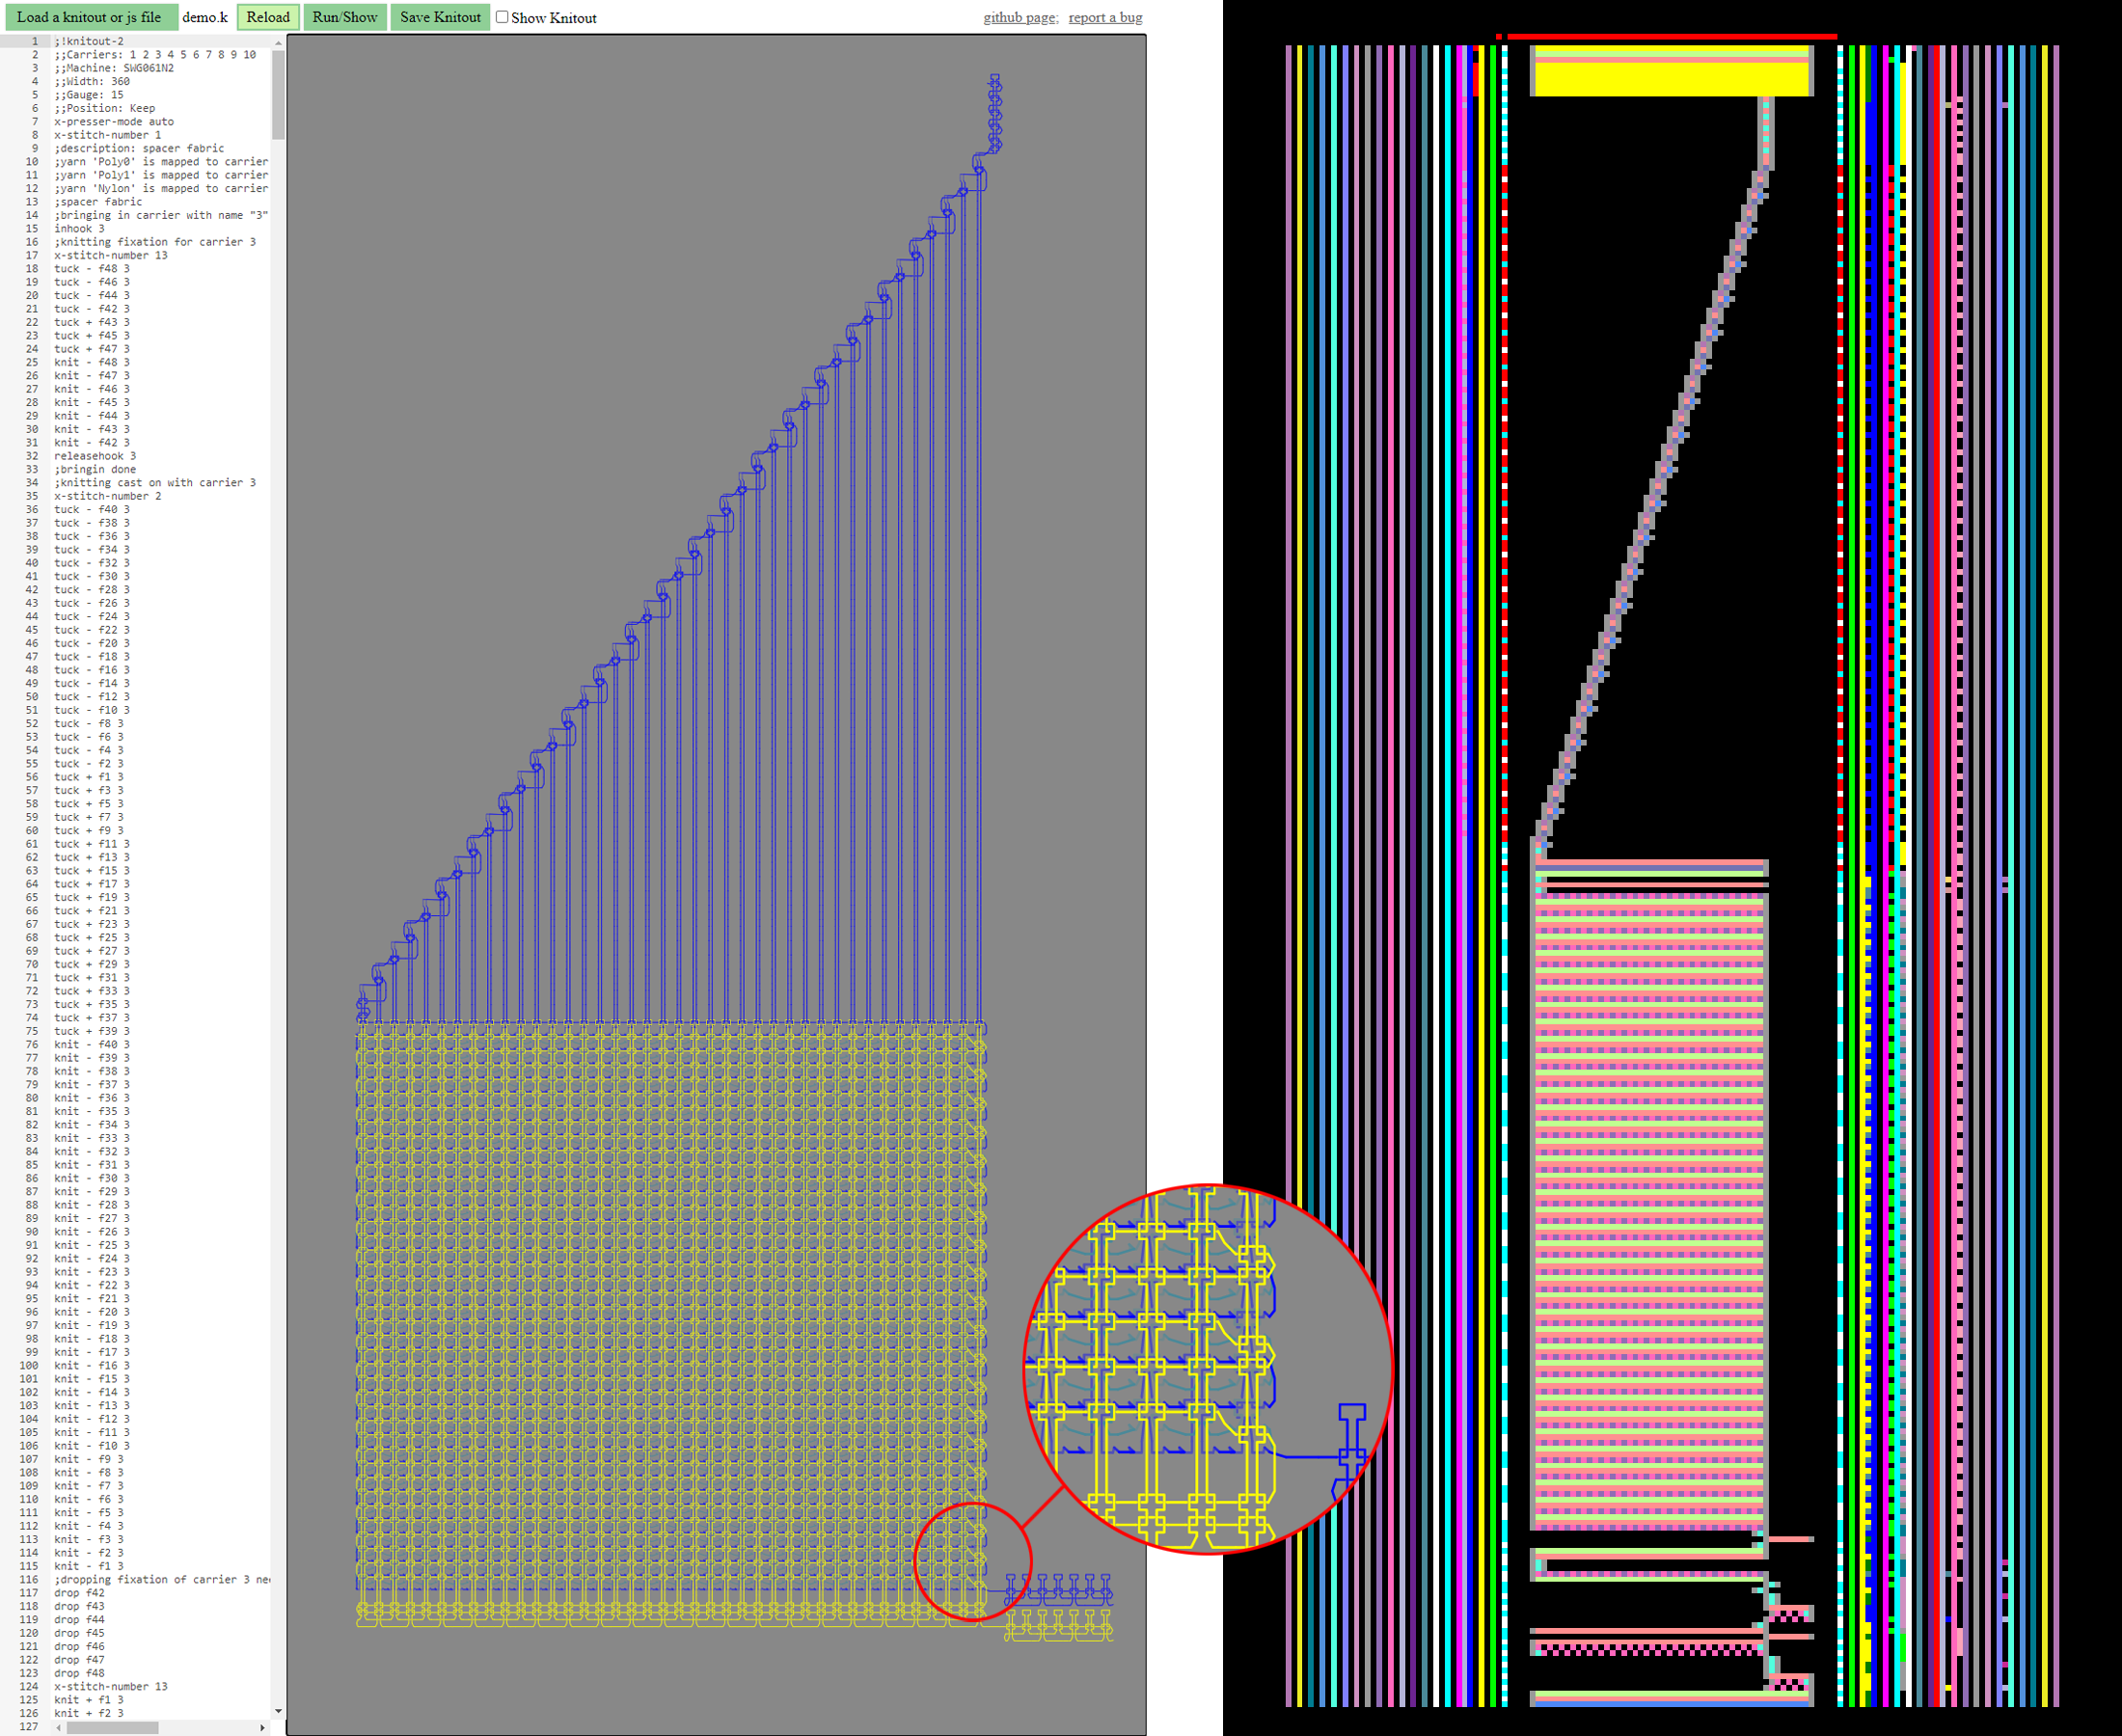 Load a knitout or js file demo.k Reload Run/Show Save Knitout Show Knitout github page; report a bug
1 ;!knitout-2
2 ;;Carriers: 1 2 3 4 5 6 7 8 9 10
3 ;;Machine: SWG061N2
4 ;;Width: 360
5 ;;Gauge: 15
6 ;;Position: Keep
7 x-presser-mode auto
8 x-stitch-number 1
9 ;description: spacer fabric
10 ;yarn 'Poly0' is mapped to carrier
11 ;yarn 'Poly1' is mapped to carrier
12 ;yarn 'Nylon' is mapped to carrier
13 ;spacer fabric
14 ;bringing in carrier with name "3"
15 inhook 3
16 ;knitting fixation for carrier 3
17 x-stitch-number 13
18 tuck - f48 3
19 tuck - f46 3
20 tuck - f44 3
21 tuck - f42 3
22 tuck + f43 3
23 tuck + f45 3
24 tuck + f47 3
25 knit - f48 3
26 knit - f47 3
27 knit - f46 3
28 knit - f45 3
29 knit - f44 3
30 knit - f43 3
31 knit - f42 3
32 releasehook 3
33 ;bringin done
34 ;knitting cast on with carrier 3
35 x-stitch-number 2
36 tuck - f40 3
37 tuck - f38 3
38 tuck - f36 3
39 tuck - f34 3
40 tuck - f32 3
41 tuck - f30 3
42 tuck - f28 3
43 tuck - f26 3
44 tuck - f24 3
45 tuck - f22 3
46 tuck - f20 3
47 tuck - f18 3
48 tuck - f16 3
49 tuck - f14 3
50 tuck - f12 3
51 tuck - f10 3
52 tuck - f8 3
53 tuck - f6 3
54 tuck - f4 3
55 tuck - f2 3
56 tuck + f1 3
57 tuck + f3 3
58 tuck + f5 3
59 tuck + f7 3
60 tuck + f9 3
61 tuck + f11 3
62 tuck + f13 3
63 tuck + f15 3
64 tuck + f17 3
65 tuck + f19 3
66 tuck + f21 3
67 tuck + f23 3
68 tuck + f25 3
69 tuck + f27 3
70 tuck + f29 3
71 tuck + f31 3
72 tuck + f33 3
73 tuck + f35 3
74 tuck + f37 3
75 tuck + f39 3
76 knit - f40 3
77 knit - f39 3
78 knit - f38 3
79 knit - f37 3
80 knit - f36 3
81 knit - f35 3
82 knit - f34 3
83 knit - f33 3
84 knit - f32 3
85 knit - f31 3
86 knit - f30 3
87 knit - f29 3
88 knit - f28 3
89 knit - f27 3
90 knit - f26 3
91 knit - f25 3
92 knit - f24 3
93 knit - f23 3
94 knit - f22 3
95 knit - f21 3
96 knit - f20 3
97 knit - f19 3
98 knit - f18 3
99 knit - f17 3
100 knit - f16 3
101 knit - f15 3
102 knit - f14 3
103 knit - f13 3
104 knit - f12 3
105 knit - f11 3
106 knit - f10 3
107 knit - f9 3
108 knit - f8 3
109 knit - f7 3
110 knit - f6 3
111 knit - f5 3
112 knit - f4 3
113 knit - f3 3
114 knit - f2 3
115 knit - f1 3
116 ;dropping fixation of carrier 3 nee
117 drop f42
118 drop f43
119 drop f44
120 drop f45
121 drop f46
122 drop f47
123 drop f48
124 x-stitch-number 13
125 knit + f1 3
126 knit + f2 3
127